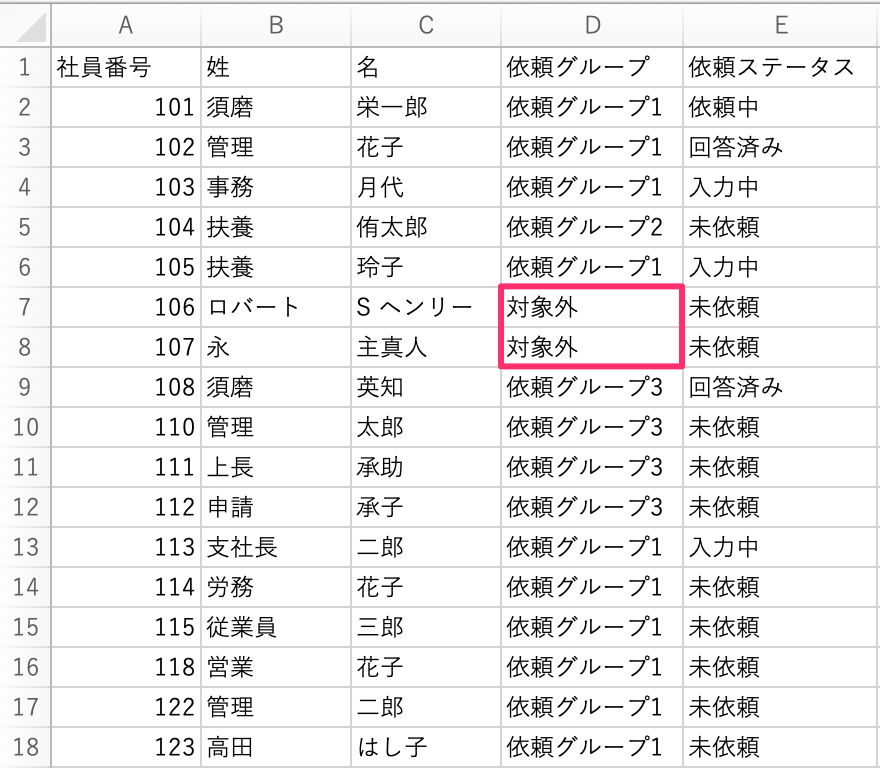 A B C D E
1 社員番号 姓 名 依頼グループ 依頼ステータス
2 101 須磨 栄一郎 依頼グループ1 依頼中
3 102 管理 花子 依頼グループ1 回答済み
4 103 事務 月代 依頼グループ1 入力中
5 104 扶養 侑太郎 依頼グループ2 未依頼
6 105 扶養 玲子 依頼グループ1 入力中
7 106 ロバート S ヘンリー 対象外 未依頼
8 107 永 主真人 対象外 未依頼
9 108 須磨 英知 依頼グループ3 回答済み
10 110 管理 太郎 依頼グループ3 未依頼
11 111 上長 承助 依頼グループ3 未依頼
12 112 申請 承子 依頼グループ3 未依頼
13 113 支社長 二郎 依頼グループ1 入力中
14 114 労務 花子 依頼グループ1 未依頼
15 115 従業員 三郎 依頼グループ1 未依頼
16 118 営業 花子 依頼グループ1 未依頼
17 122 管理 二郎 依頼グループ1 未依頼
18 123 高田 はし子 依頼グループ1 未依頼